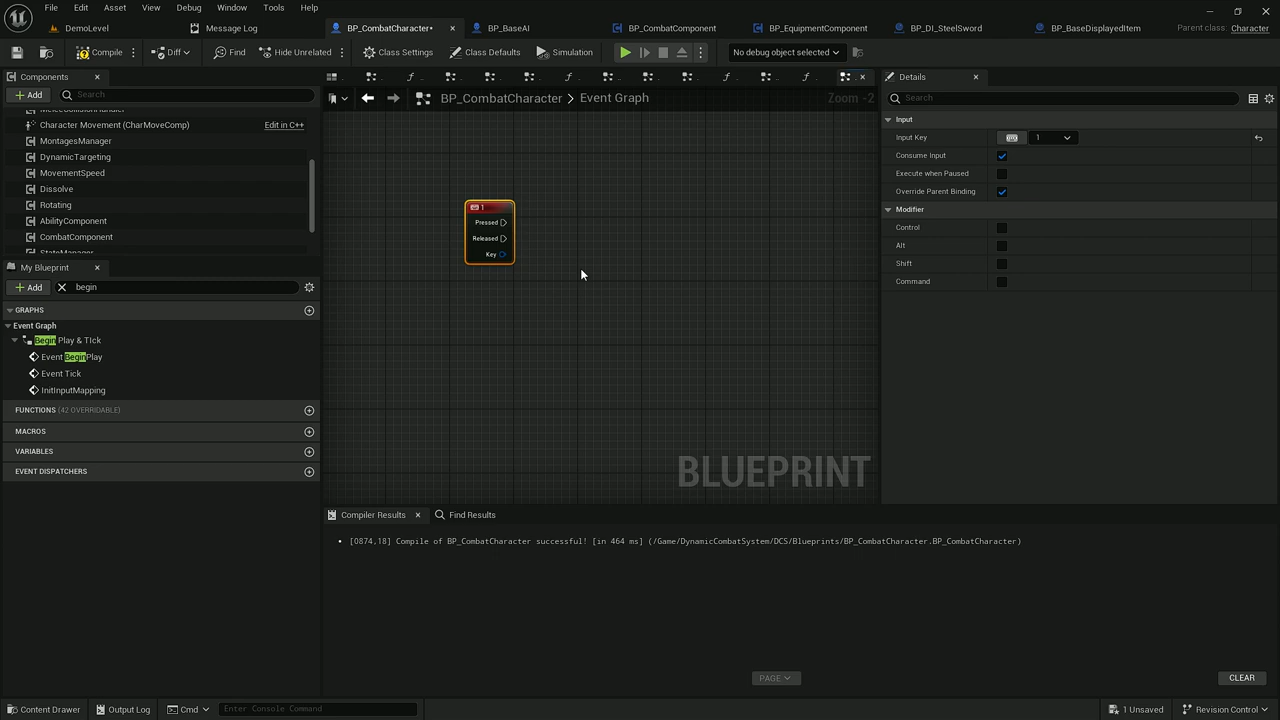 File Edit Asset View Debug Window Tools Help
DemoLevel Message Log BP_CombatCharacter• BP_BaseAI BP_CombatComponent BP_EquipmentComponent BP_DI_SteelSword BP_BaseDisplayedItem Parent class: Character
Compile Diff Find Hide Unrelated Class Settings Class Defaults Simulation No debug object selected
Components
Add Search
Character Movement (CharMoveComp) Edit in C++
MontagesManager
DynamicTargeting
MovementSpeed
Dissolve
Rotating
AbilityComponent
CombatComponent
My Blueprint
Add begin
GRAPHS
Event Graph
Begin Play & TIck
Event BeginPlay
Event Tick
InitInputMapping
FUNCTIONS (42 OVERRIDABLE)
MACROS
VARIABLES
EVENT DISPATCHERS
BP_CombatCharacter > Event Graph Zoom -2
1
Pressed
Released
Key
BLUEPRINT
Details
Search
Input
Input Key 1
Consume Input
Execute when Paused
Override Parent Binding
Modifier
Control
Alt
Shift
Command
Compiler Results Find Results
• [0874,18] Compile of BP_CombatCharacter successful! [in 464 ms] (/Game/DynamicCombatSystem/DCS/Blueprints/BP_CombatCharacter.BP_CombatCharacter)
PAGE CLEAR
Content Drawer Output Log Cmd Enter Console Command 1 Unsaved Revision Control